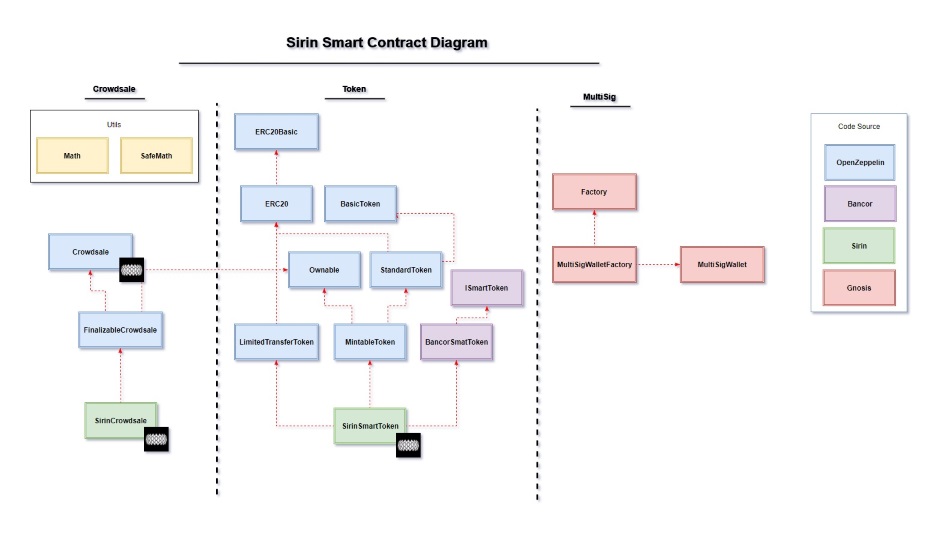 Sirin Smart Contract Diagram
Crowdsale
Utils
Math
SafeMath
Crowdsale
FinalizableCrowdsale
SirinCrowdsale
Token
ERC20Basic
ERC20
BasicToken
Ownable
StandardToken
ISmartToken
LimitedTransferToken
MintableToken
BancorSmatToken
SirinSmartToken
MultiSig
Factory
MultiSigWalletFactory
MultiSigWallet
Code Source
OpenZeppelin
Bancor
Sirin
Gnosis